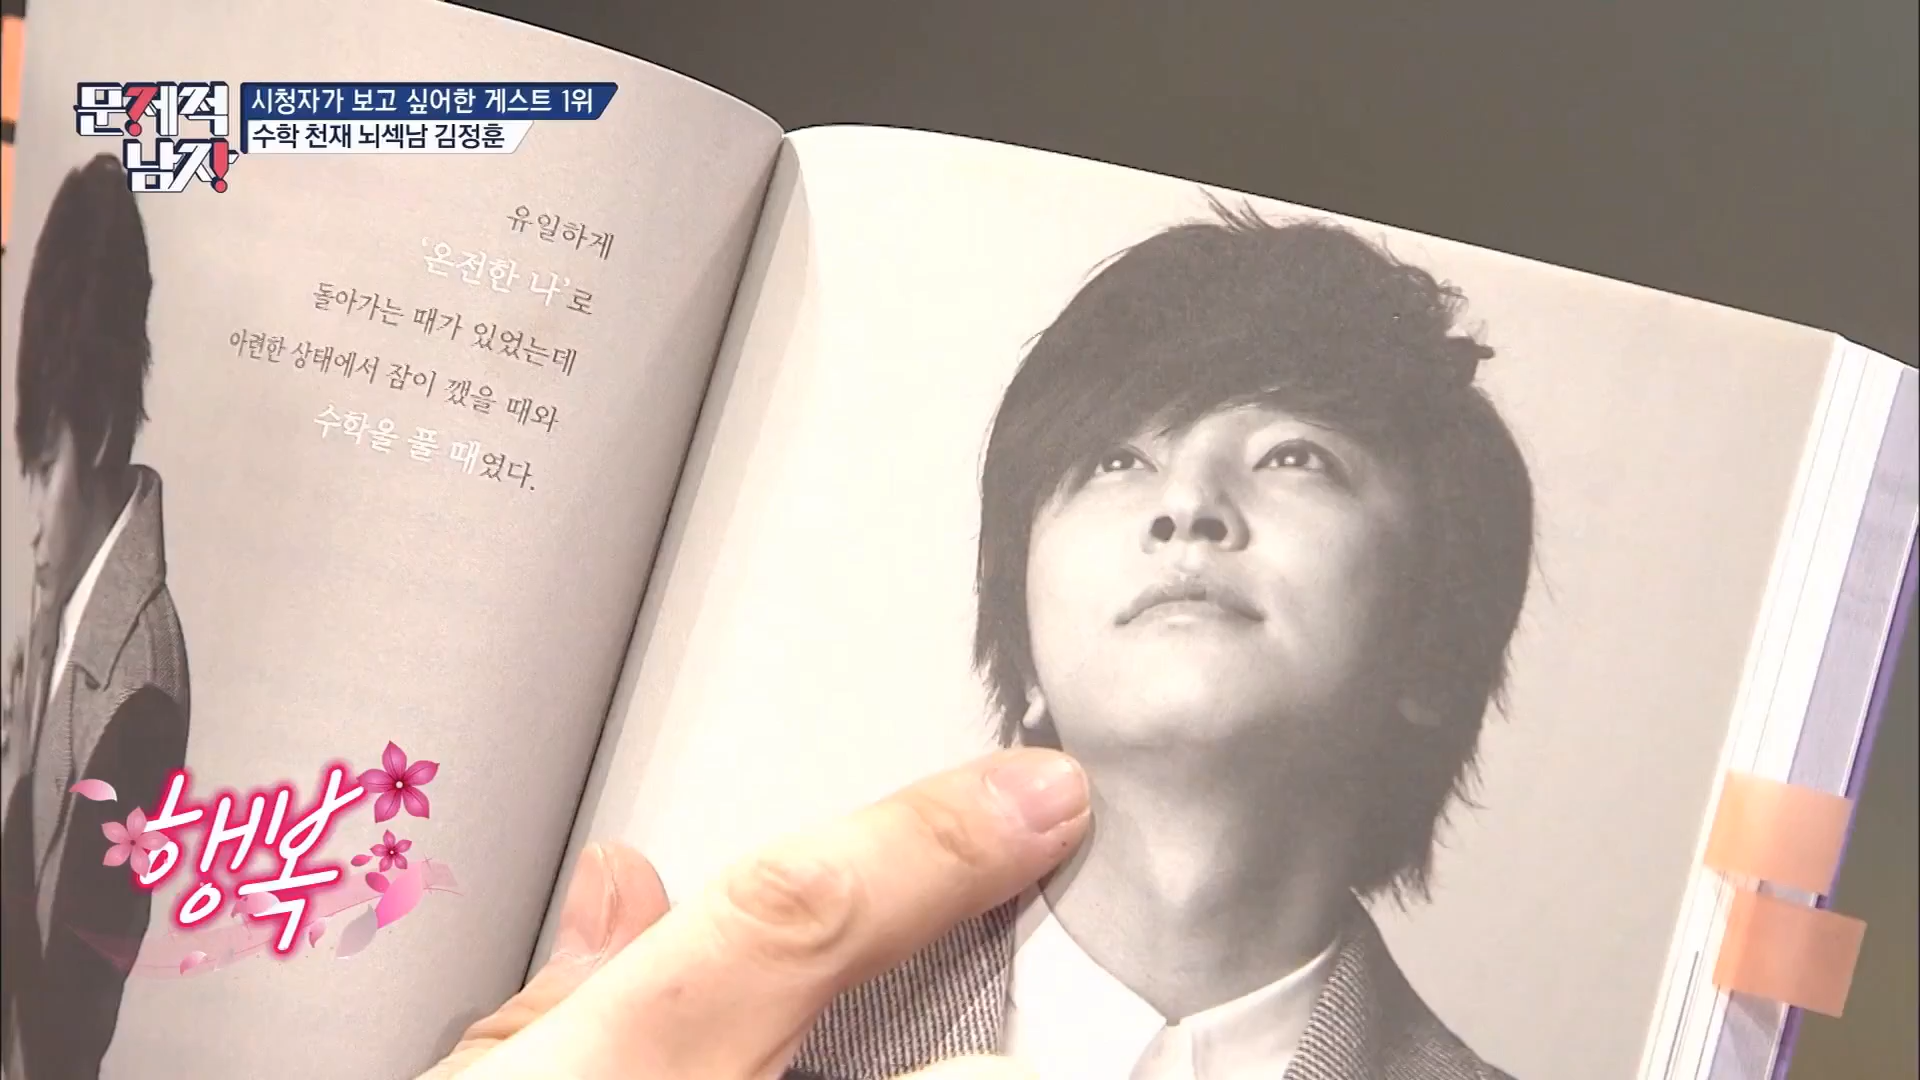 문제적
남자
시청자가 보고 싶어한 게스트 1위
수학 천재 뇌섹남 김정훈
유일하게
'온전한 나'로
돌아가는 때가 있었는데
아련한 상태에서 잠이 깼을 때와
수학을 풀 때였다.
행복